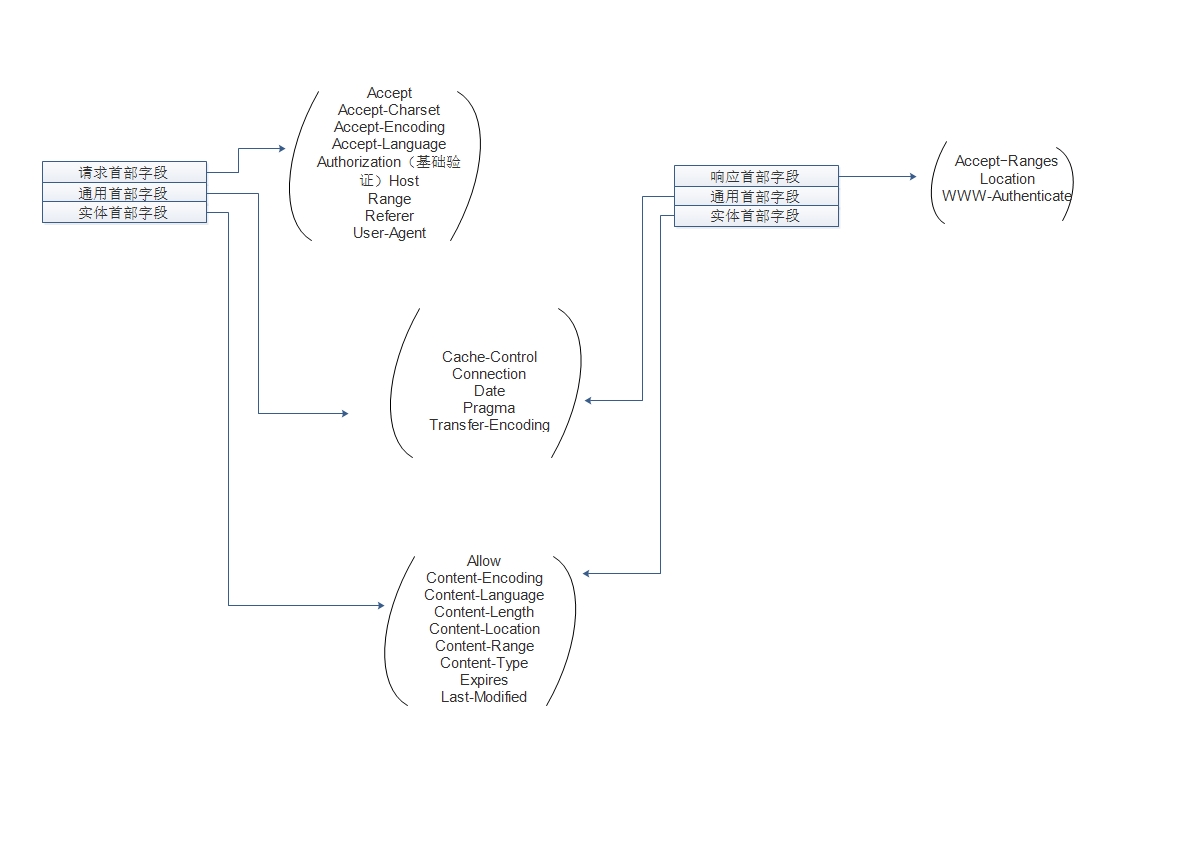 请求首部字段
通用首部字段
实体首部字段
Accept
Accept-Charset
Accept-Encoding
Accept-Language
Authorization（基础验
证）Host
Range
Referer
User-Agent
响应首部字段
通用首部字段
实体首部字段
Accept-Ranges
Location
WWW-Authenticate
Cache-Control
Connection
Date
Pragma
Transfer-Encoding
Allow
Content-Encoding
Content-Language
Content-Length
Content-Location
Content-Range
Content-Type
Expires
Last-Modified